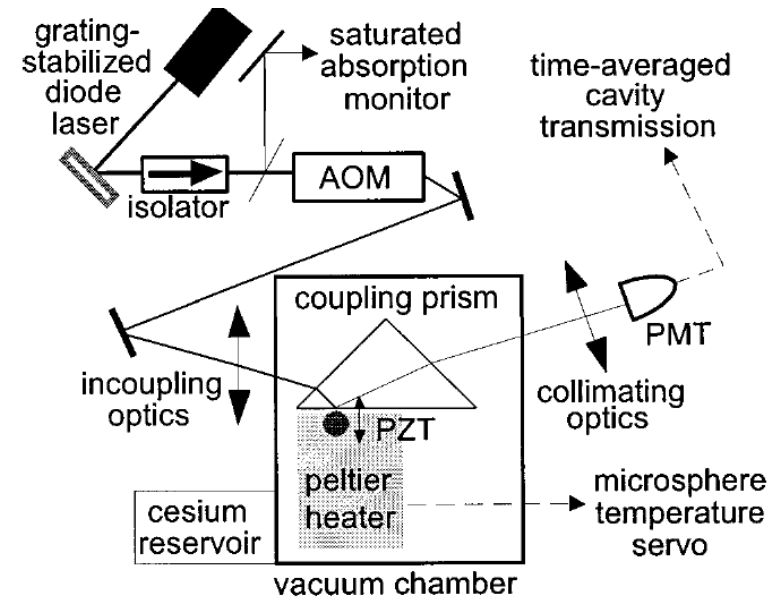 grating-
stabilized
diode
laser
saturated
absorption
monitor
time-averaged
cavity
transmission
isolator
AOM
coupling prism
PMT
incoupling
optics
PZT
collimating
optics
peltier
heater
cesium
reservoir
microsphere
temperature
servo
vacuum chamber